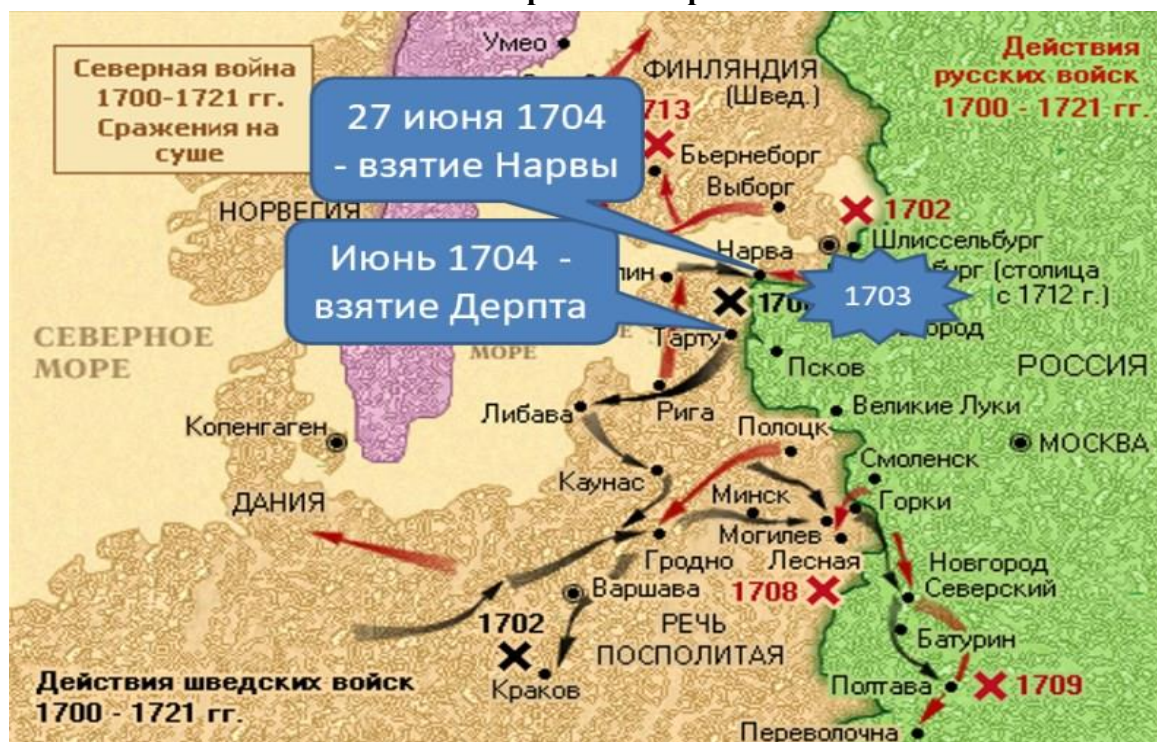 Умео
Северная война
1700-1721 гг.
Сражения на
суше
ФИНЛЯНДИЯ
(Швед.)
Действия
русских войск
1700 - 1721 гг.
27 июня 1704
- взятие Нарвы
Бьернеборг
Выборг
1702
НОРВЕГИЯ
Нарва
Шлиссельбург
(столица
с 1712 г.)
1703
Июнь 1704 -
взятие Дерпта
СЕВЕРНОЕ
МОРЕ
МОРЕ
Тарту
Псков
РОССИЯ
Либава
Рига
Великие Луки
Копенгаген
Полоцк
МОСКВА
Смоленск
Каунас
Минск
Горки
ДАНИЯ
Могилев
Гродно
Лесная
Новгород
Северский
Варшава
1708
1702
РЕЧЬ
ПОСПОЛИТАЯ
Батурин
Краков
Полтава
1709
Действия шведских войск
1700 - 1721 гг.
Переволочна